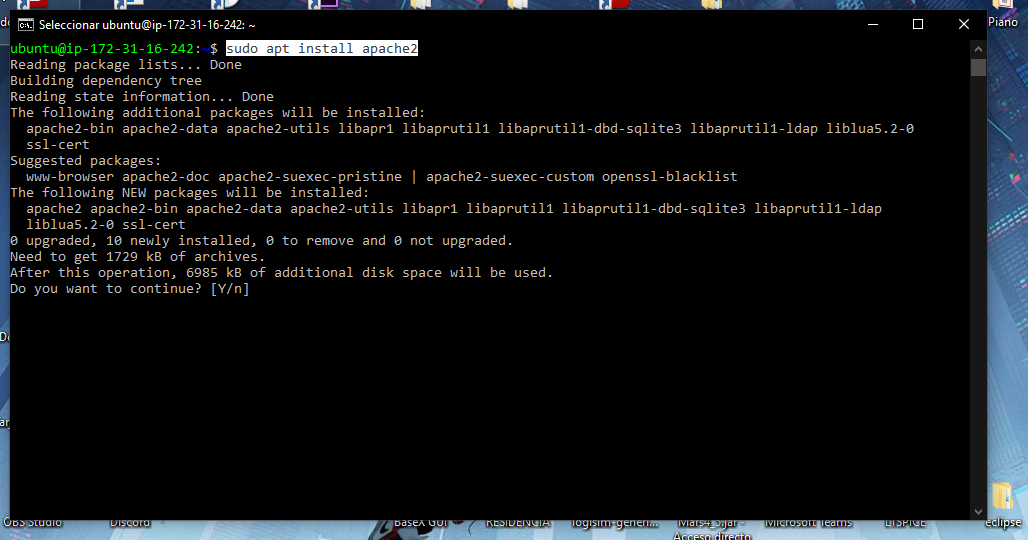 Seleccionar ubuntu@ip-172-31-16-242: ~
Piano
ubuntu@ip-172-31-16-242:~$ sudo apt install apache2
Reading package lists... Done
Building dependency tree
Reading state information... Done
The following additional packages will be installed:
  apache2-bin apache2-data apache2-utils libapr1 libaprutil1 libaprutil1-dbd-sqlite3 libaprutil1-ldap liblua5.2-0
  ssl-cert
Suggested packages:
  www-browser apache2-doc apache2-suexec-pristine | apache2-suexec-custom openssl-blacklist
The following NEW packages will be installed:
  apache2 apache2-bin apache2-data apache2-utils libapr1 libaprutil1 libaprutil1-dbd-sqlite3 libaprutil1-ldap
  liblua5.2-0 ssl-cert
0 upgraded, 10 newly installed, 0 to remove and 0 not upgraded.
Need to get 1729 kB of archives.
After this operation, 6985 kB of additional disk space will be used.
Do you want to continue? [Y/n]
OBS Studio Discord BaseX GUI RESIDENCIA logisim-gener... Mars4_5.jar - Microsoft Teams LTSPICE eclipse
Acceso directo